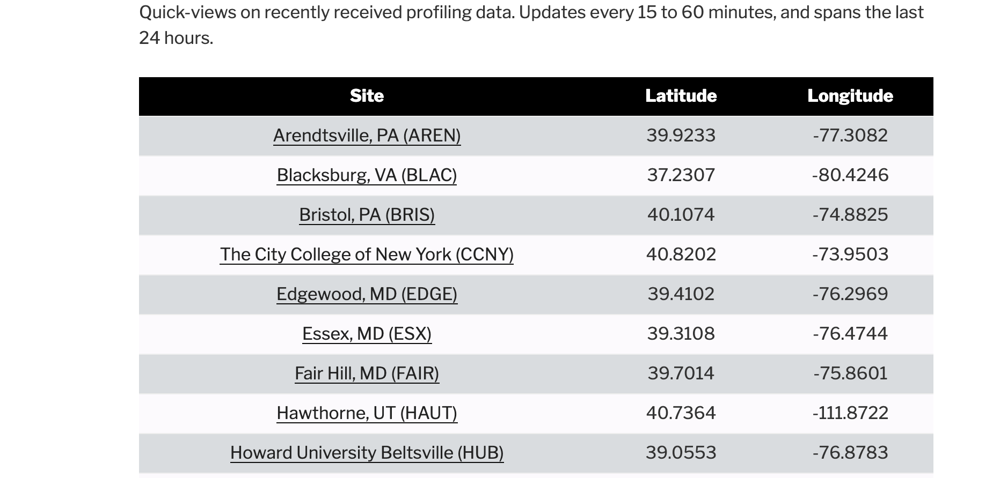 Quick-views on recently received profiling data. Updates every 15 to 60 minutes, and spans the last
24 hours.
Site Latitude Longitude
Arendtsville, PA (AREN) 39.9233 -77.3082
Blacksburg, VA (BLAC) 37.2307 -80.4246
Bristol, PA (BRIS) 40.1074 -74.8825
The City College of New York (CCNY) 40.8202 -73.9503
Edgewood, MD (EDGE) 39.4102 -76.2969
Essex, MD (ESX) 39.3108 -76.4744
Fair Hill, MD (FAIR) 39.7014 -75.8601
Hawthorne, UT (HAUT) 40.7364 -111.8722
Howard University Beltsville (HUB) 39.0553 -76.8783